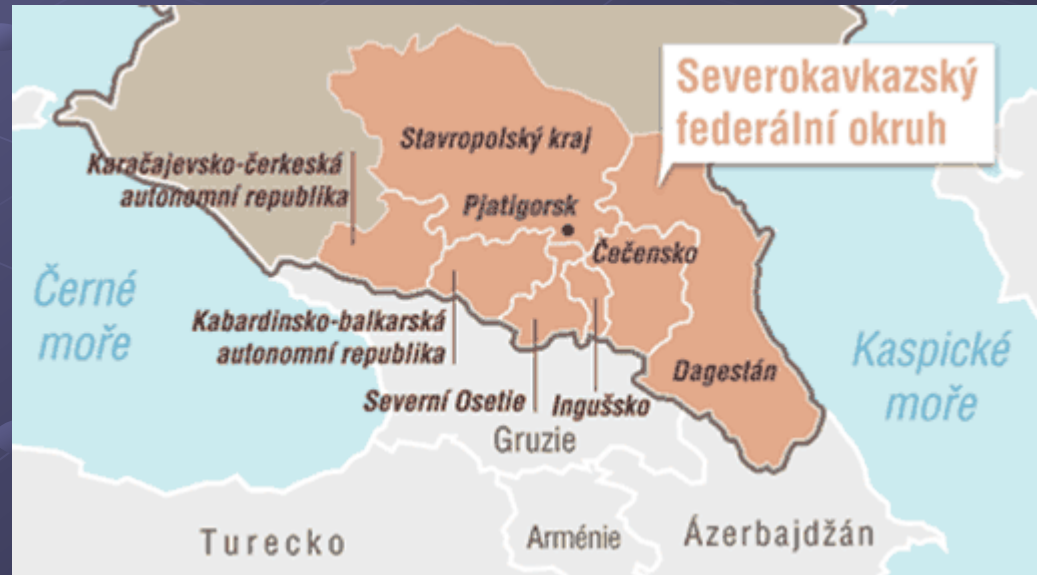 Severokavkazský
federální okruh
Stavropolský kraj
Karačajevsko-čerkeská
autonomní republika
Pjatigorsk
Čečensko
Černé
moře
Kabardinsko-balkarská
autonomní republika
Kaspické
moře
Dagestán
Severní Osetie
Ingušsko
Gruzie
Turecko
Arménie
Ázerbajdžán